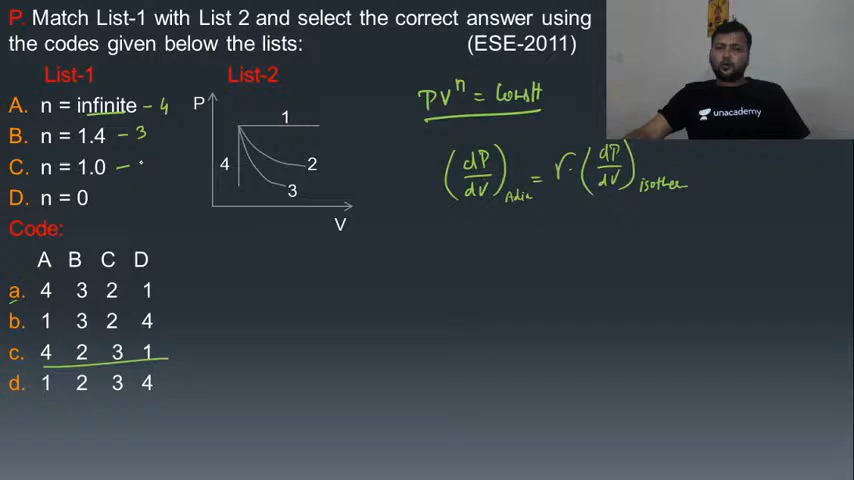 P. Match List-1 with List 2 and select the correct answer using
the codes given below the lists: (ESE-2011)
List-1 List-2
A. n = infinite – 4
B. n = 1.4 – 3
C. n = 1.0 –
D. n = 0
P
1
4
2
3
V
PVⁿ = Const
(dP/dV)Adia = r · (dP/dV)isother
unacademy
Code:
A B C D
a. 4 3 2 1
b. 1 3 2 4
c. 4 2 3 1
d. 1 2 3 4